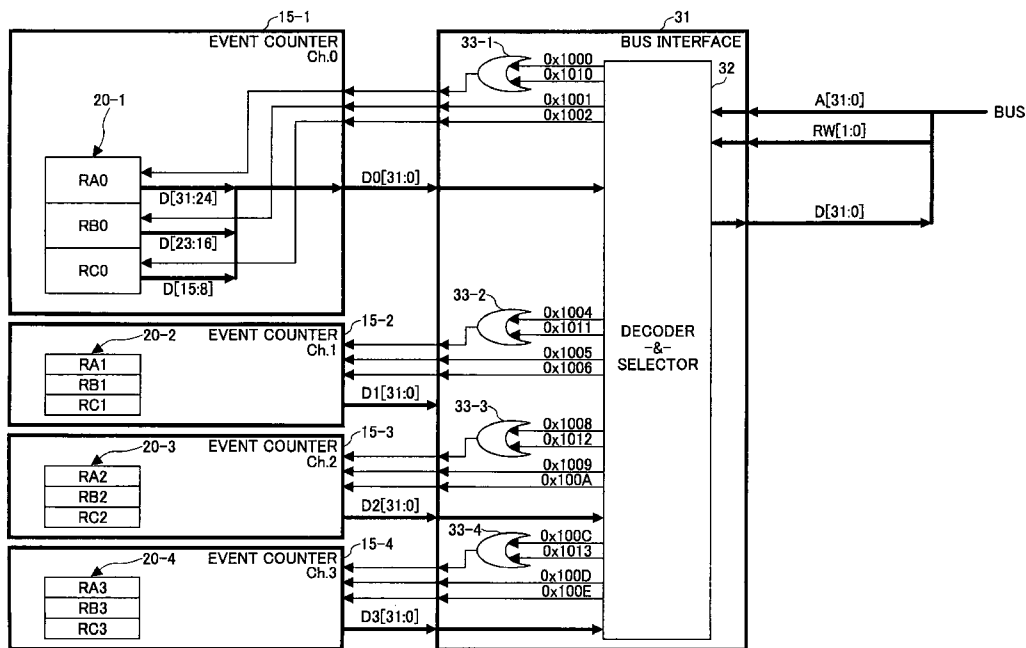 15-1
EVENT COUNTER
Ch.0
20-1
RA0
RB0
RC0
D[31:24]
D[23:16]
D[15:8]
D0[31:0]
31
BUS INTERFACE
33-1
0x1000
0x1010
0x1001
0x1002
32
A[31:0]
BUS
RW[1:0]
D[31:0]
DECODER
-&-
SELECTOR
15-2
EVENT COUNTER
Ch.1
20-2
RA1
RB1
RC1
D1[31:0]
33-2
0x1004
0x1011
0x1005
0x1006
15-3
EVENT COUNTER
Ch.2
20-3
RA2
RB2
RC2
D2[31:0]
33-3
0x1008
0x1012
0x1009
0x100A
15-4
EVENT COUNTER
Ch.3
20-4
RA3
RB3
RC3
D3[31:0]
33-4
0x100C
0x1013
0x100D
0x100E